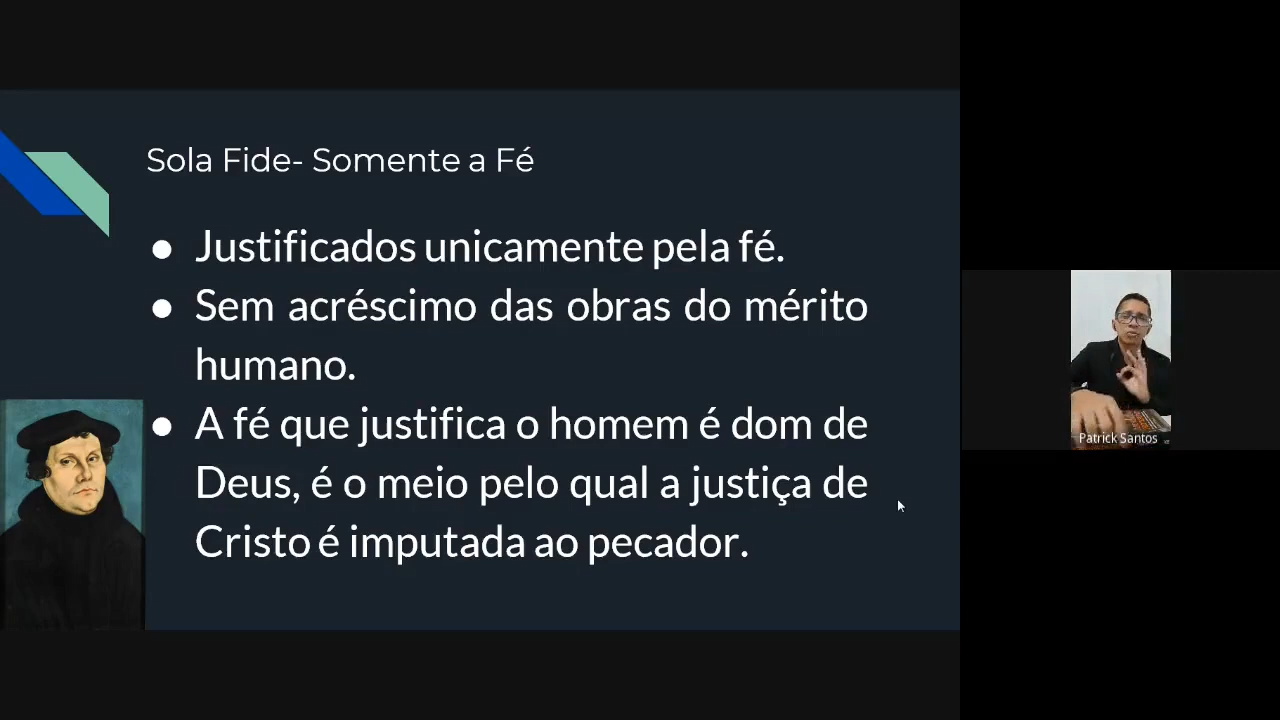 Sola Fide- Somente a Fé
● Justificados unicamente pela fé.
● Sem acréscimo das obras do mérito
humano.
● A fé que justifica o homem é dom de
Deus, é o meio pelo qual a justiça de
Cristo é imputada ao pecador.
Patrick Santos